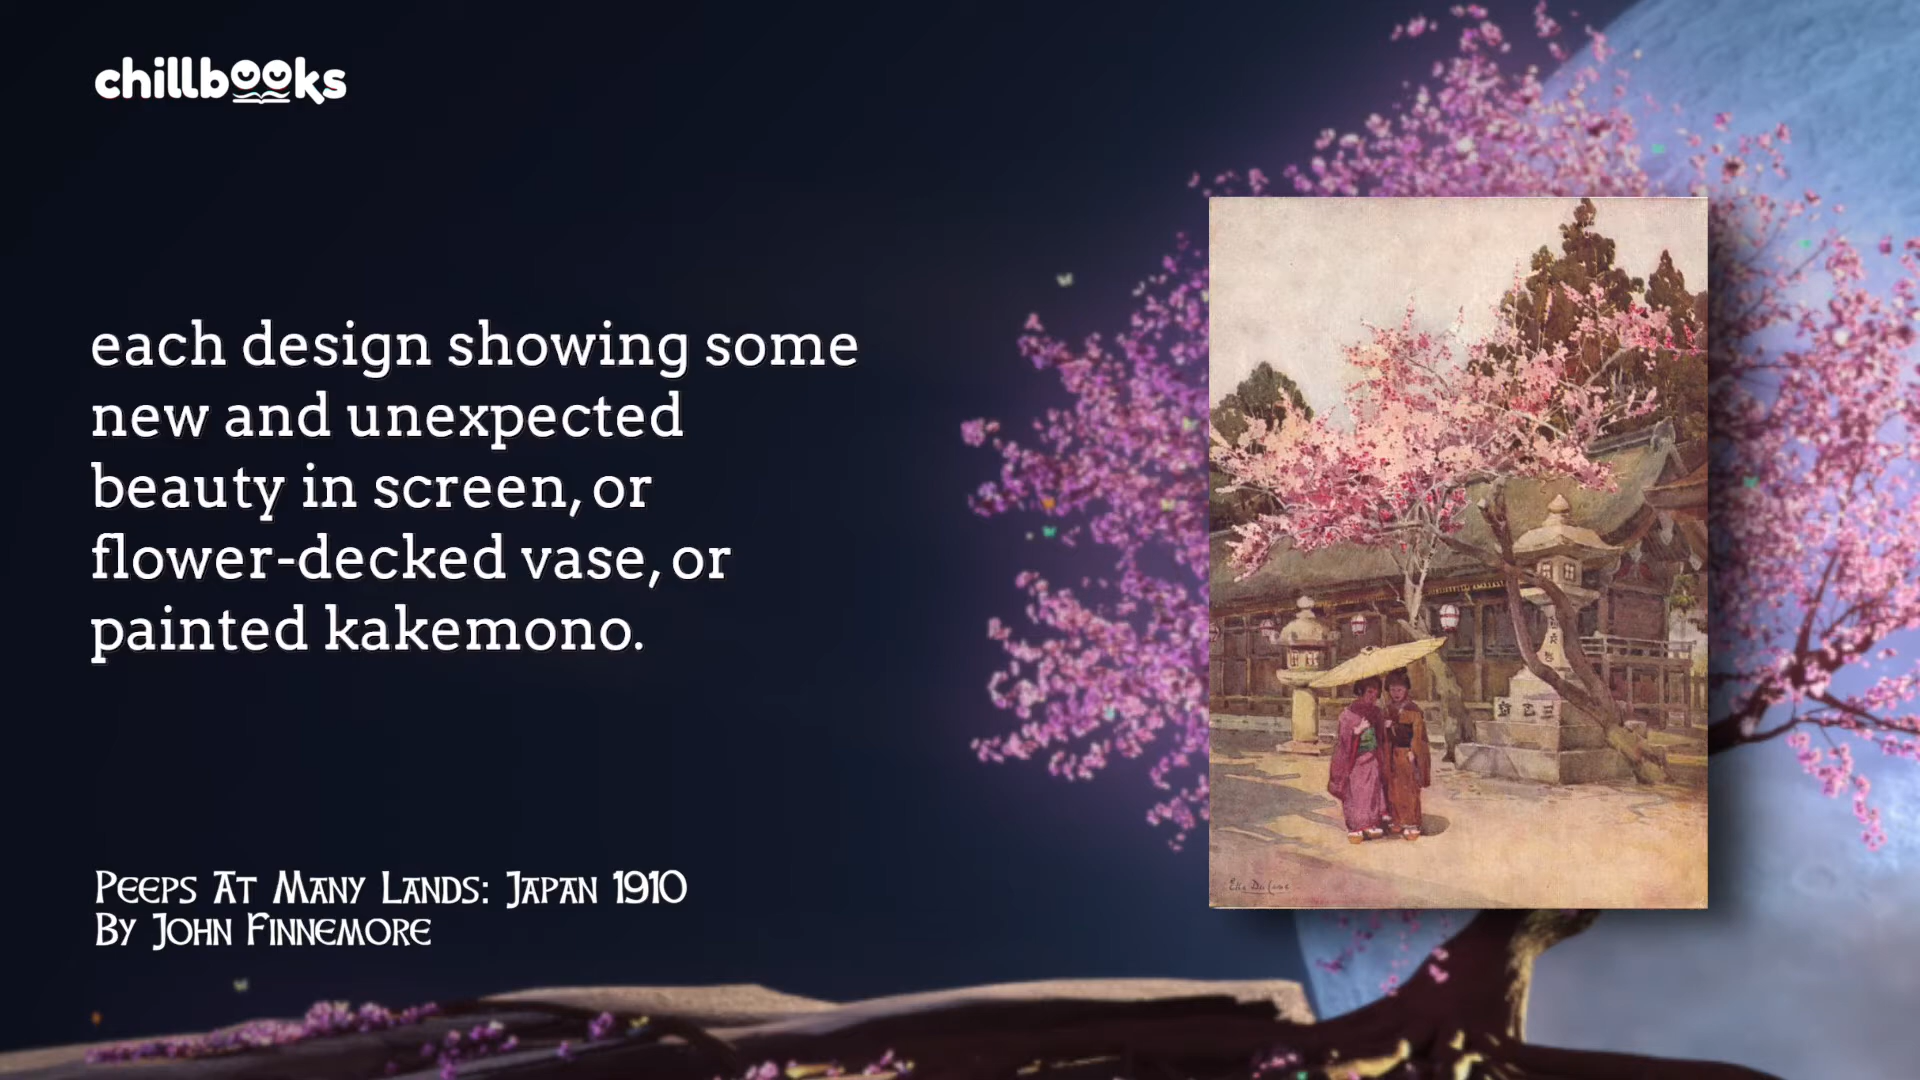 chillbooks
each design showing some
new and unexpected
beauty in screen, or
flower-decked vase, or
painted kakemono.
Peeps At Many Lands: Japan 1910
By John Finnemore